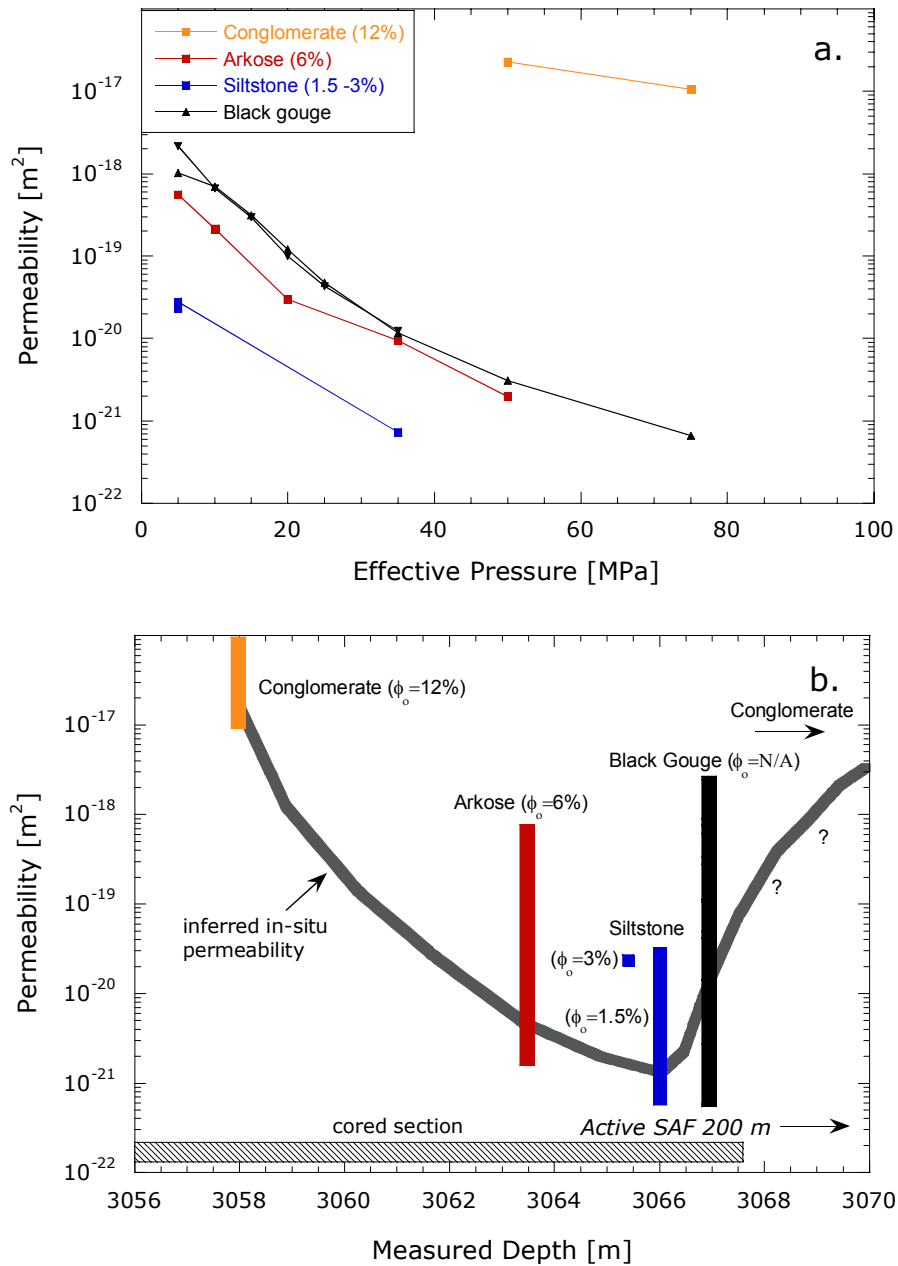 a.
Conglomerate (12%)
Arkose (6%)
Siltstone (1.5 -3%)
Black gouge
Permeability [m²]
10⁻¹⁷
10⁻¹⁸
10⁻¹⁹
10⁻²⁰
10⁻²¹
10⁻²²
0 20 40 60 80 100
Effective Pressure [MPa]
b.
Conglomerate (ϕₒ=12%)
Conglomerate
Black Gouge (ϕₒ=N/A)
Arkose (ϕₒ=6%)
inferred in-situ
permeability
Siltstone
(ϕₒ=3%)
(ϕₒ=1.5%)
?
?
Active SAF 200 m
cored section
Permeability [m²]
10⁻¹⁷
10⁻¹⁸
10⁻¹⁹
10⁻²⁰
10⁻²¹
10⁻²²
3056 3058 3060 3062 3064 3066 3068 3070
Measured Depth [m]